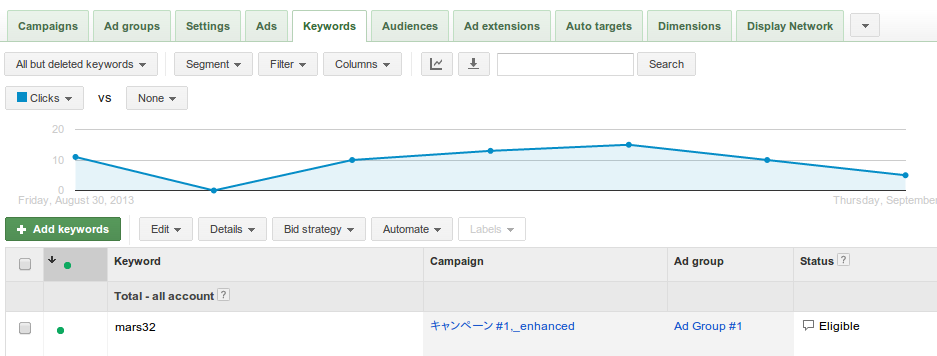 Campaigns Ad groups Settings Ads Keywords Audiences Ad extensions Auto targets Dimensions Display Network
All but deleted keywords Segment Filter Columns Search
Clicks vs None
20
10
0
Friday, August 30, 2013 Thursday, September
+ Add keywords Edit Details Bid strategy Automate Labels
Keyword Campaign Ad group Status ?
Total - all account ?
mars32 キャンペーン #1,_enhanced Ad Group #1 Eligible